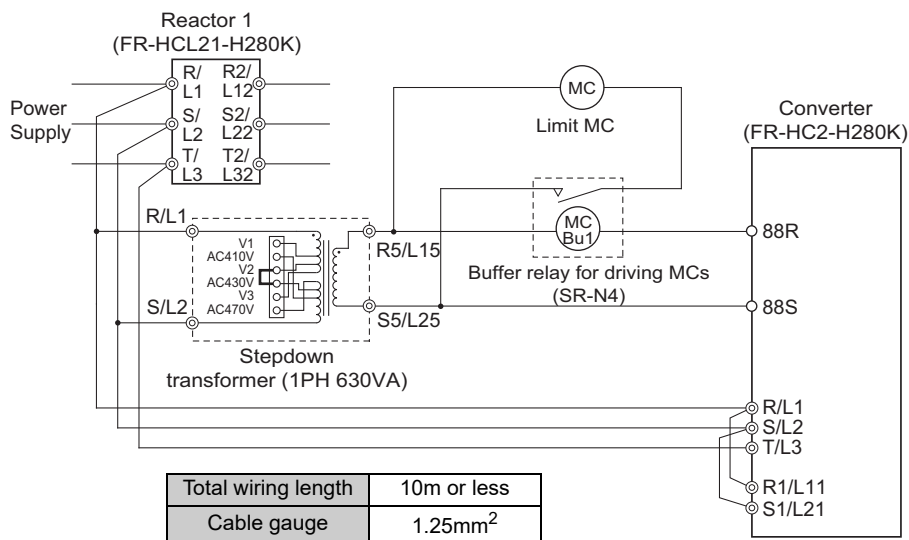 Reactor 1
(FR-HCL21-H280K)
R/
L1
R2/
L12
S/
L2
S2/
L22
T/
L3
T2/
L32
Power
Supply
MC
Limit MC
Converter
(FR-HC2-H280K)
R/L1
V1
AC410V
V2
AC430V
V3
AC470V
S/L2
R5/L15
S5/L25
Stepdown
transformer (1PH 630VA)
MC
Bu1
Buffer relay for driving MCs
(SR-N4)
88R
88S
R/L1
S/L2
T/L3
R1/L11
S1/L21
Total wiring length 10m or less
Cable gauge 1.25mm2